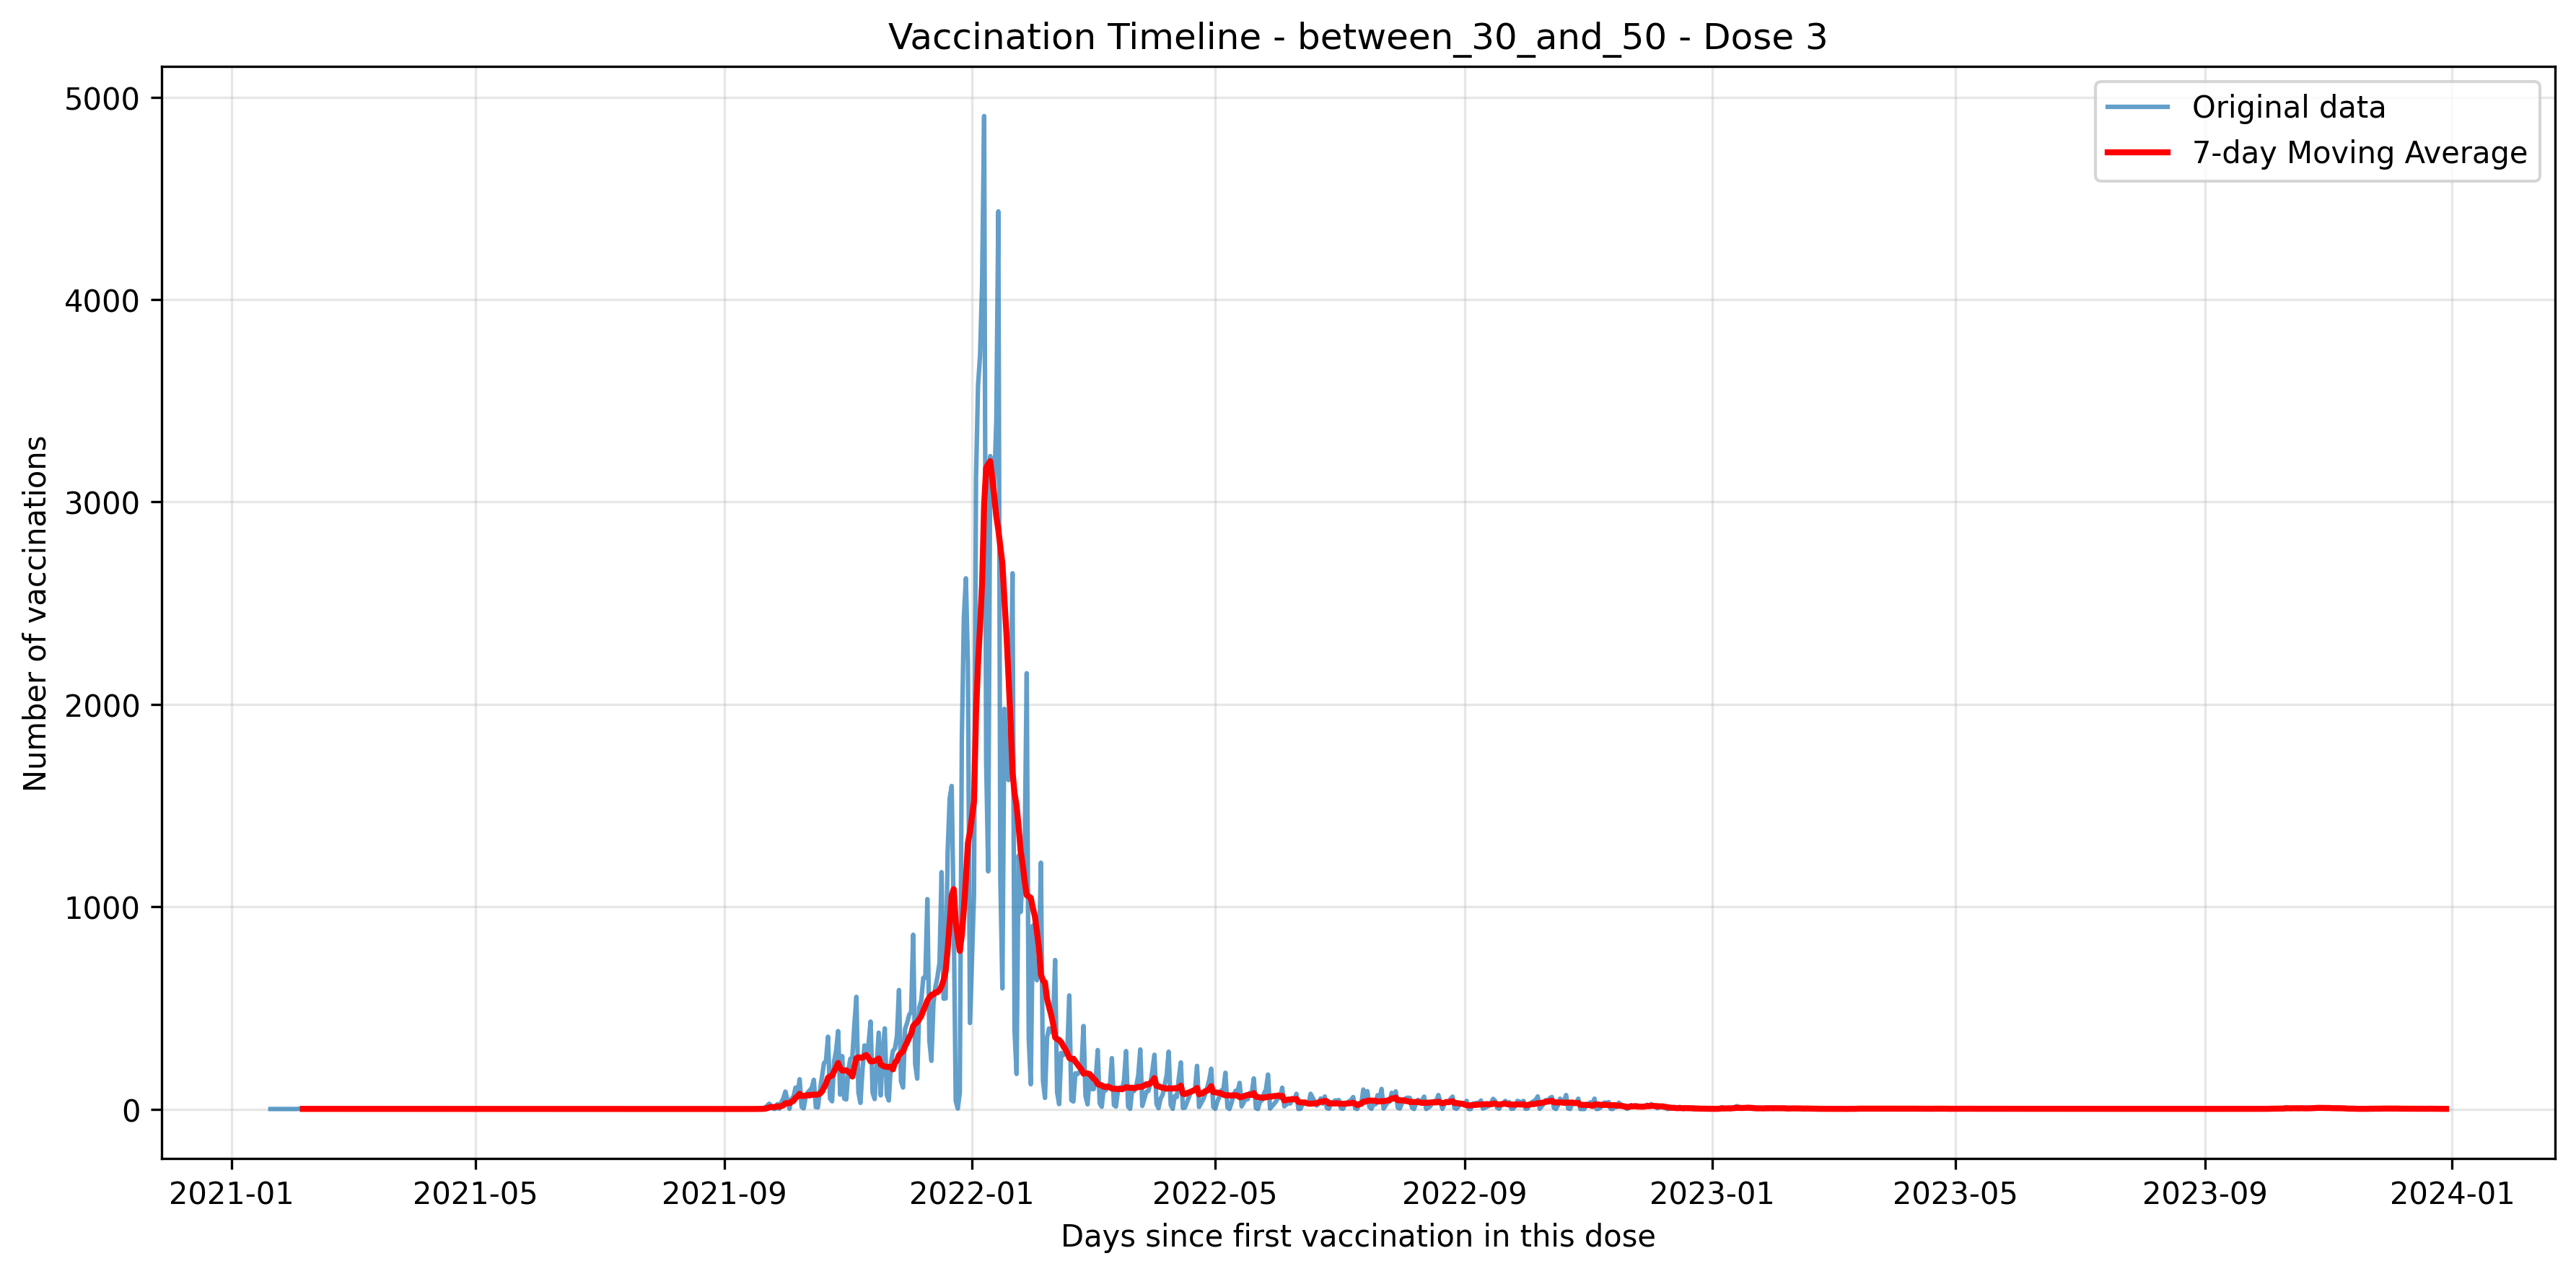 Vaccination Timeline - between_30_and_50 - Dose 3
Original data
7-day Moving Average
Number of vaccinations
5000
4000
3000
2000
1000
0
2021-01 2021-05 2021-09 2022-01 2022-05 2022-09 2023-01 2023-05 2023-09 2024-01
Days since first vaccination in this dose